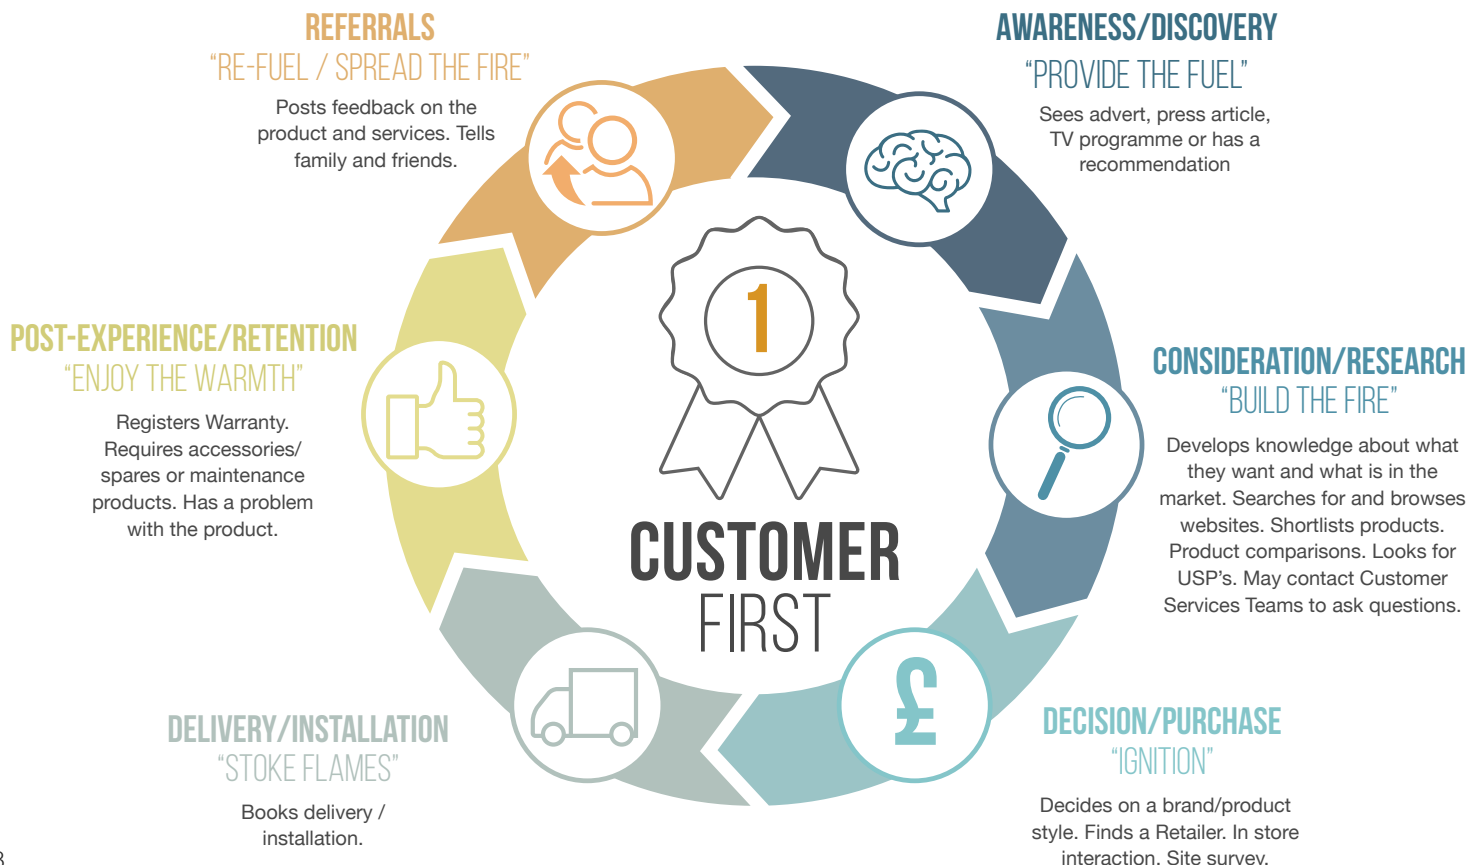 REFERRALS
“RE-FUEL / SPREAD THE FIRE”
Posts feedback on the
product and services. Tells
family and friends.
AWARENESS/DISCOVERY
“PROVIDE THE FUEL”
Sees advert, press article,
TV programme or has a
recommendation
POST-EXPERIENCE/RETENTION
“ENJOY THE WARMTH”
Registers Warranty.
Requires accessories/
spares or maintenance
products. Has a problem
with the product.
1
CUSTOMER
FIRST
CONSIDERATION/RESEARCH
“BUILD THE FIRE”
Develops knowledge about what
they want and what is in the
market. Searches for and browses
websites. Shortlists products.
Product comparisons. Looks for
USP’s. May contact Customer
Services Teams to ask questions.
£
DELIVERY/INSTALLATION
“STOKE FLAMES”
Books delivery /
installation.
DECISION/PURCHASE
“IGNITION”
Decides on a brand/product
style. Finds a Retailer. In store
interaction. Site survey.